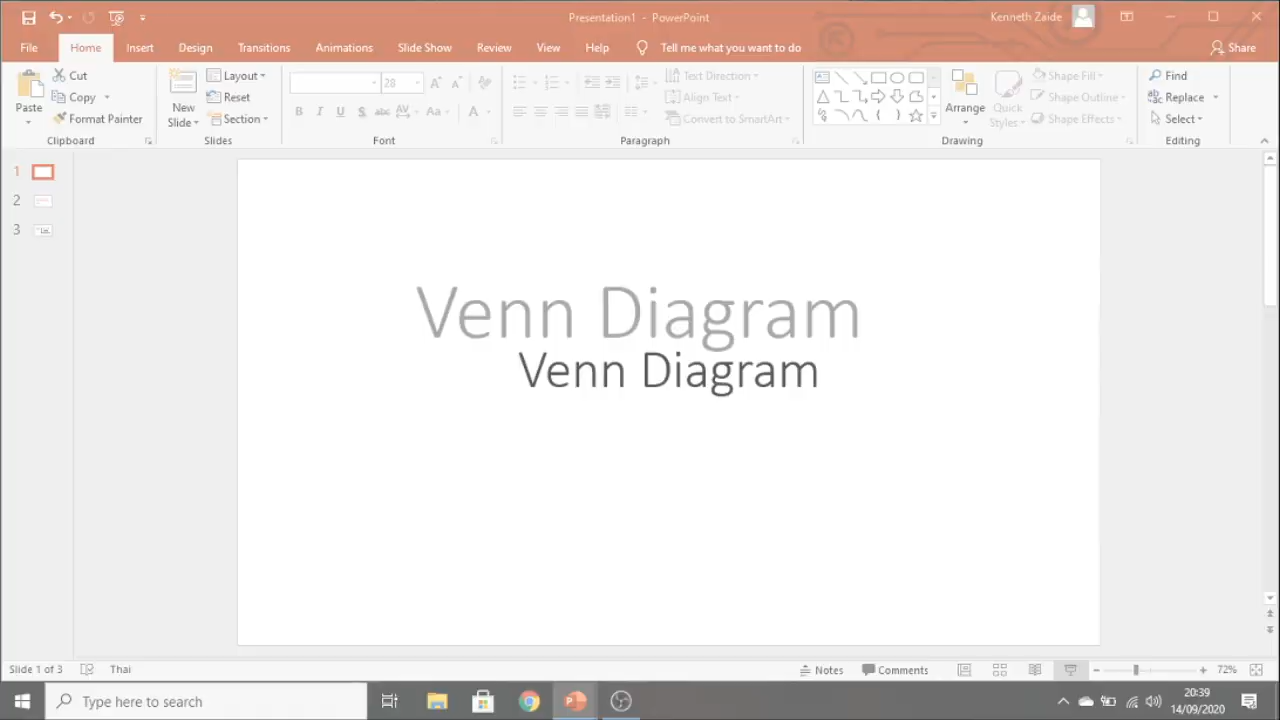 Presentation1 - PowerPoint
Kenneth Zaide
File Home Insert Design Transitions Animations Slide Show Review View Help Tell me what you want to do Share
Paste
Cut
Copy
Format Painter
Clipboard
New Slide
Layout
Reset
Section
Slides
28
B I U S abc AV Aa A
Font
Text Direction
Align Text
Convert to SmartArt
Paragraph
Arrange
Quick Styles
Shape Fill
Shape Outline
Shape Effects
Drawing
Find
Replace
Select
Editing
1
2
3
Venn Diagram
Venn Diagram
Slide 1 of 3 Thai Notes Comments 72%
Type here to search
20:39
14/09/2020